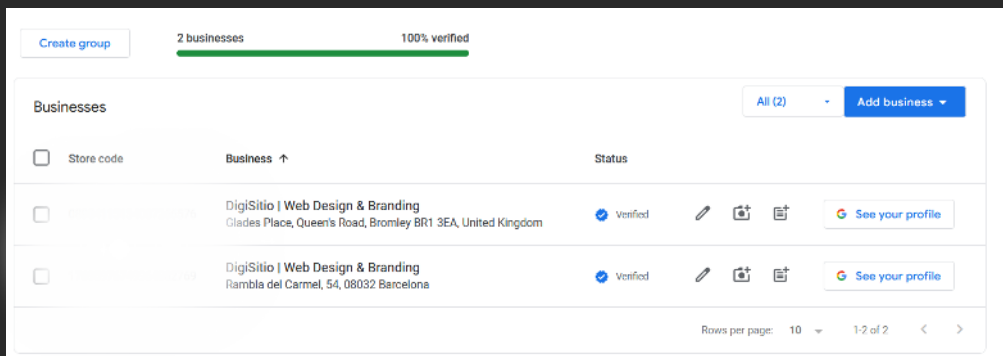 Create group
2 businesses 100% verified
Businesses
All (2)
Add business
Store code Business Status
DigiSitio | Web Design & Branding
Glades Place, Queen's Road, Bromley BR1 3EA, United Kingdom
Verified
See your profile
DigiSitio | Web Design & Branding
Rambla del Carmel, 54, 08032 Barcelona
Verified
See your profile
Rows per page: 10 1-2 of 2